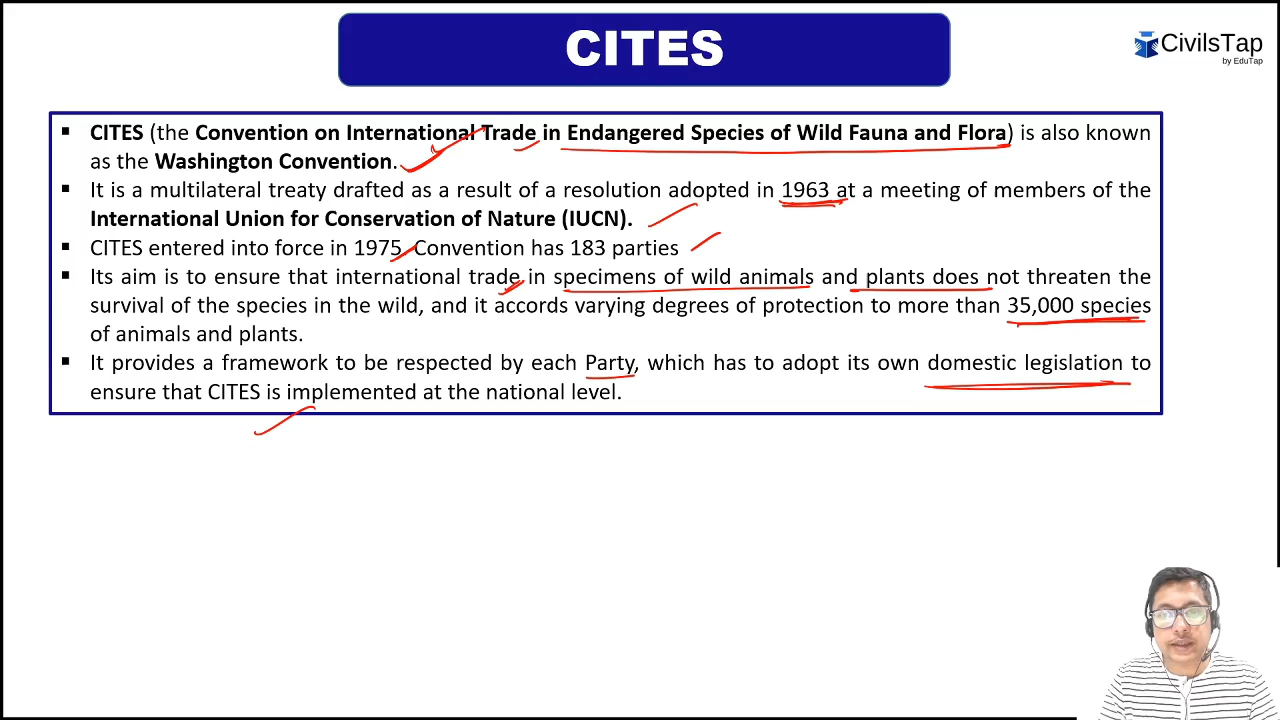 CITES
CivilsTap
by EduTap
▪ CITES (the Convention on International Trade in Endangered Species of Wild Fauna and Flora) is also known
as the Washington Convention.
▪ It is a multilateral treaty drafted as a result of a resolution adopted in 1963 at a meeting of members of the
International Union for Conservation of Nature (IUCN).
▪ CITES entered into force in 1975 Convention has 183 parties
▪ Its aim is to ensure that international trade in specimens of wild animals and plants does not threaten the
survival of the species in the wild, and it accords varying degrees of protection to more than 35,000 species
of animals and plants.
▪ It provides a framework to be respected by each Party, which has to adopt its own domestic legislation to
ensure that CITES is implemented at the national level.